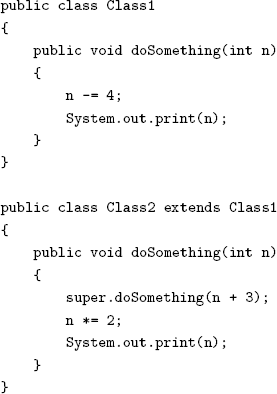 public class Class1
{
    public void doSomething(int n)
    {
        n -= 4;
        System.out.print(n);
    }
}

public class Class2 extends Class1
{
    public void doSomething(int n)
    {
        super.doSomething(n + 3);
        n *= 2;
        System.out.print(n);
    }
}